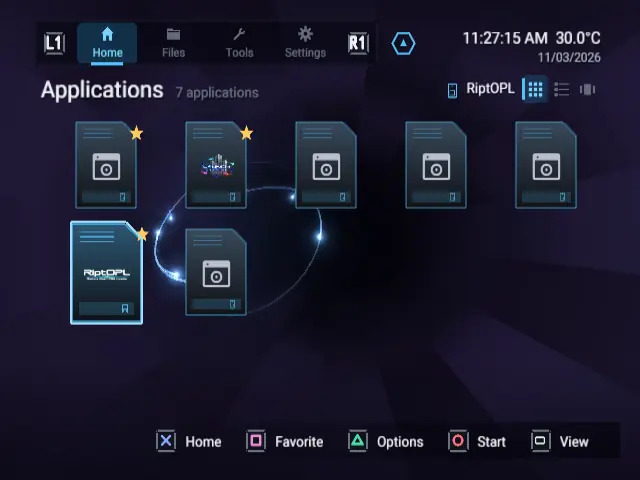 L1 Home Files Tools Settings R1
11:27:15 AM 30.0°C
11/03/2026
Applications 7 applications
RiptOPL
RiptOPL
Home Favorite Options Start View